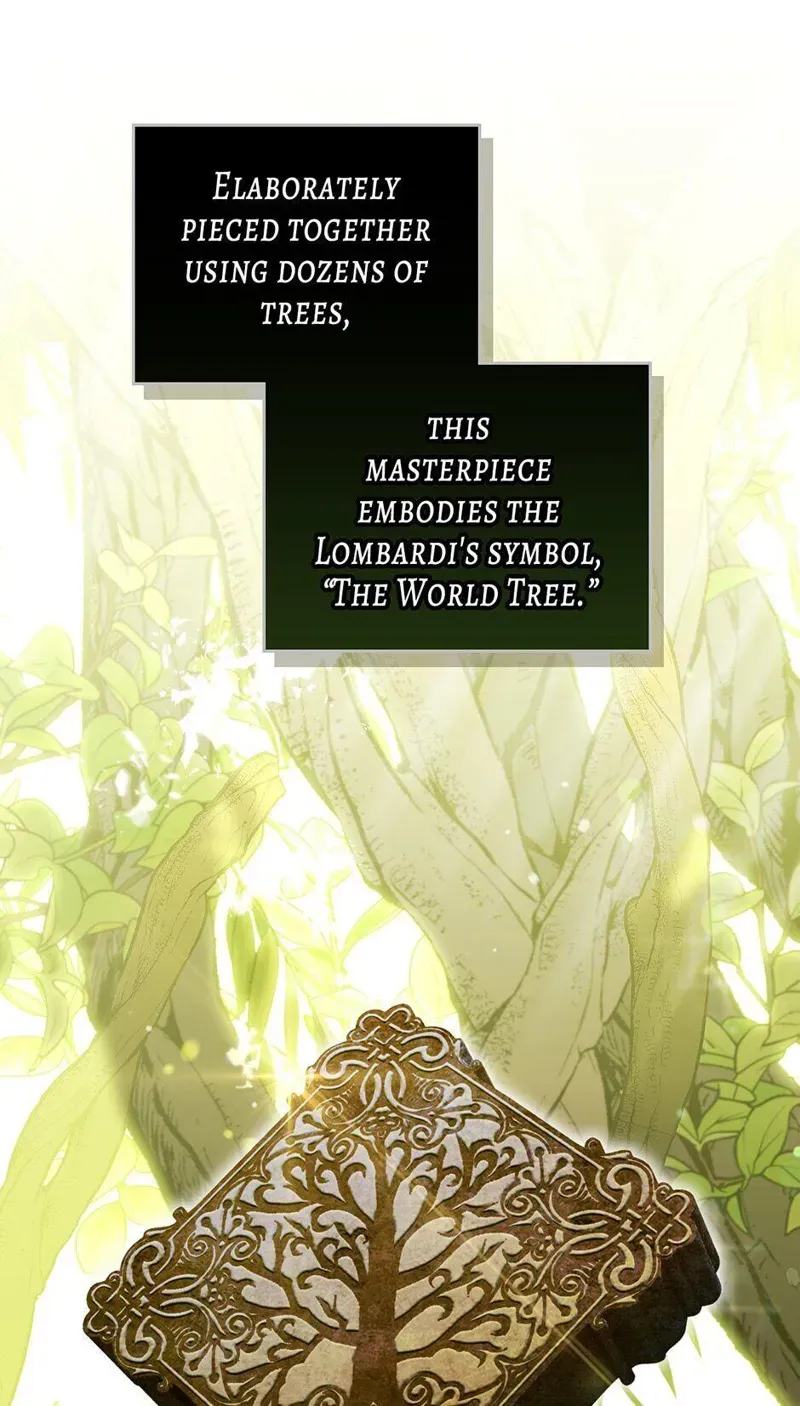 ELABORATELY
PIECED TOGETHER
USING DOZENS OF
TREES,
THIS
MASTERPIECE
EMBODIES THE
LOMBARDI'S SYMBOL,
“THE WORLD TREE.”